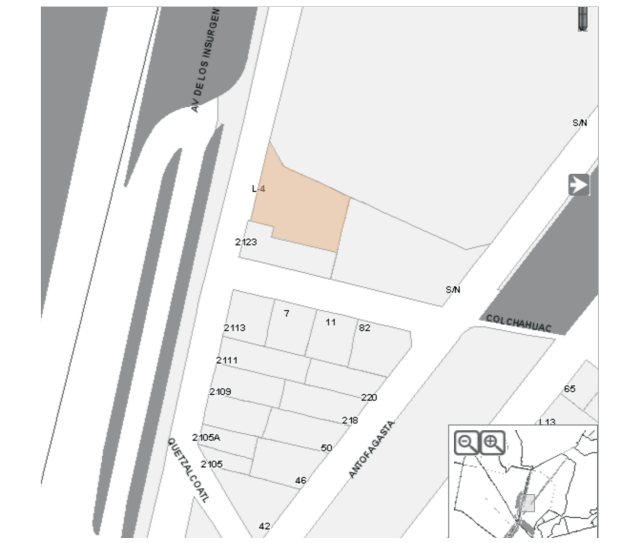 AV DE LOS INSURGEN
S/N
L-4
2123
S/N
COLCHAHUAC
7
11
82
2113
2111
65
2109
220
L13
218
2105A
50
2105
46
QUETZALCOATL
ANTOFAGASTA
42